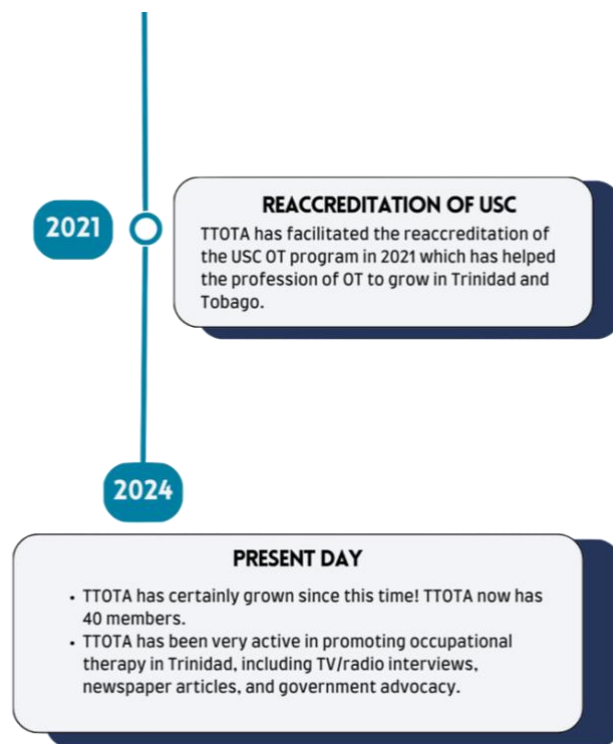 2021
REACCREDITATION OF USC
TTOTA has facilitated the reaccreditation of
the USC OT program in 2021 which has helped
the profession of OT to grow in Trinidad and
Tobago.
2024
PRESENT DAY
• TTOTA has certainly grown since this time! TTOTA now has
40 members.
• TTOTA has been very active in promoting occupational
therapy in Trinidad, including TV/radio interviews,
newspaper articles, and government advocacy.